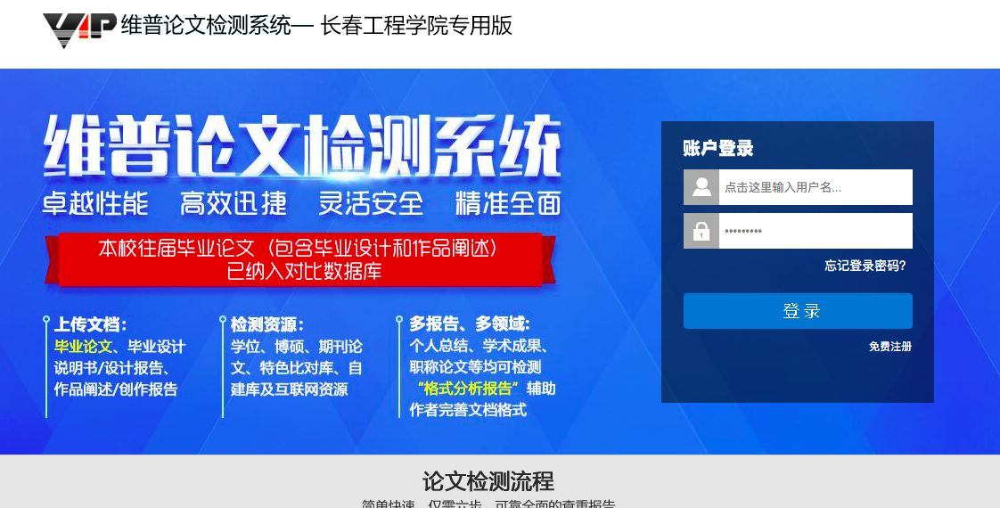 VIP 维普论文检测系统— 长春工程学院专用版
维普论文检测系统
卓越性能 高效迅捷 灵活安全 精准全面
本校往届毕业论文（包含毕业设计和作品阐述）
已纳入对比数据库
上传文档：
毕业论文、毕业设计
说明书/设计报告、
作品阐述/创作报告
检测资源：
学位、博硕、期刊论
文、特色比对库、自
建库及互联网资源
多报告、多领域：
个人总结、学术成果、
职称论文等均可检测
“格式分析报告”辅助
作者完善文档格式
账户登录
点击这里输入用户名...
•••••••••
忘记登录密码?
登 录
免费注册
论文检测流程
简单快速，仅需六步，可靠全面的查重报告